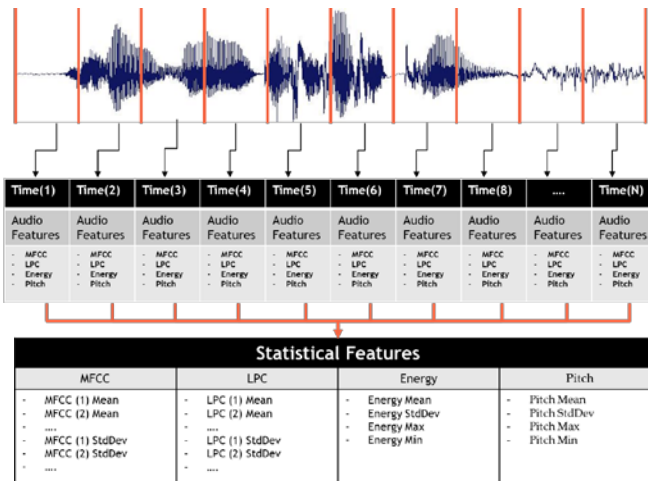 Time(1) Time(2) Time(3) Time(4) Time(5) Time(6) Time(7) Time(8) .... Time(N)
Audio Audio Audio Audio Audio Audio Audio Audio Audio Audio
Features Features Features Features Features Features Features Features Features Features
- MFCC - MFCC - MFCC - MFCC - MFCC - MFCC - MFCC - MFCC - - MFCC
- LPC - LPC - LPC - LPC - LPC - LPC - LPC - LPC - - LPC
- Energy - Energy - Energy - Energy - Energy - Energy - Energy - Energy - - Energy
- Pitch - Pitch - Pitch - Pitch - Pitch - Pitch - Pitch - Pitch - - Pitch
Statistical Features
MFCC LPC Energy Pitch
- MFCC (1) Mean - LPC (1) Mean - Energy Mean - Pitch Mean
- MFCC (2) Mean - LPC (2) Mean - Energy StdDev - Pitch StdDev
- .... - .... - Energy Max - Pitch Max
- MFCC (1) StdDev - LPC (1) StdDev - Energy Min - Pitch Min
- MFCC (2) StdDev - LPC (2) StdDev
- .... - ....